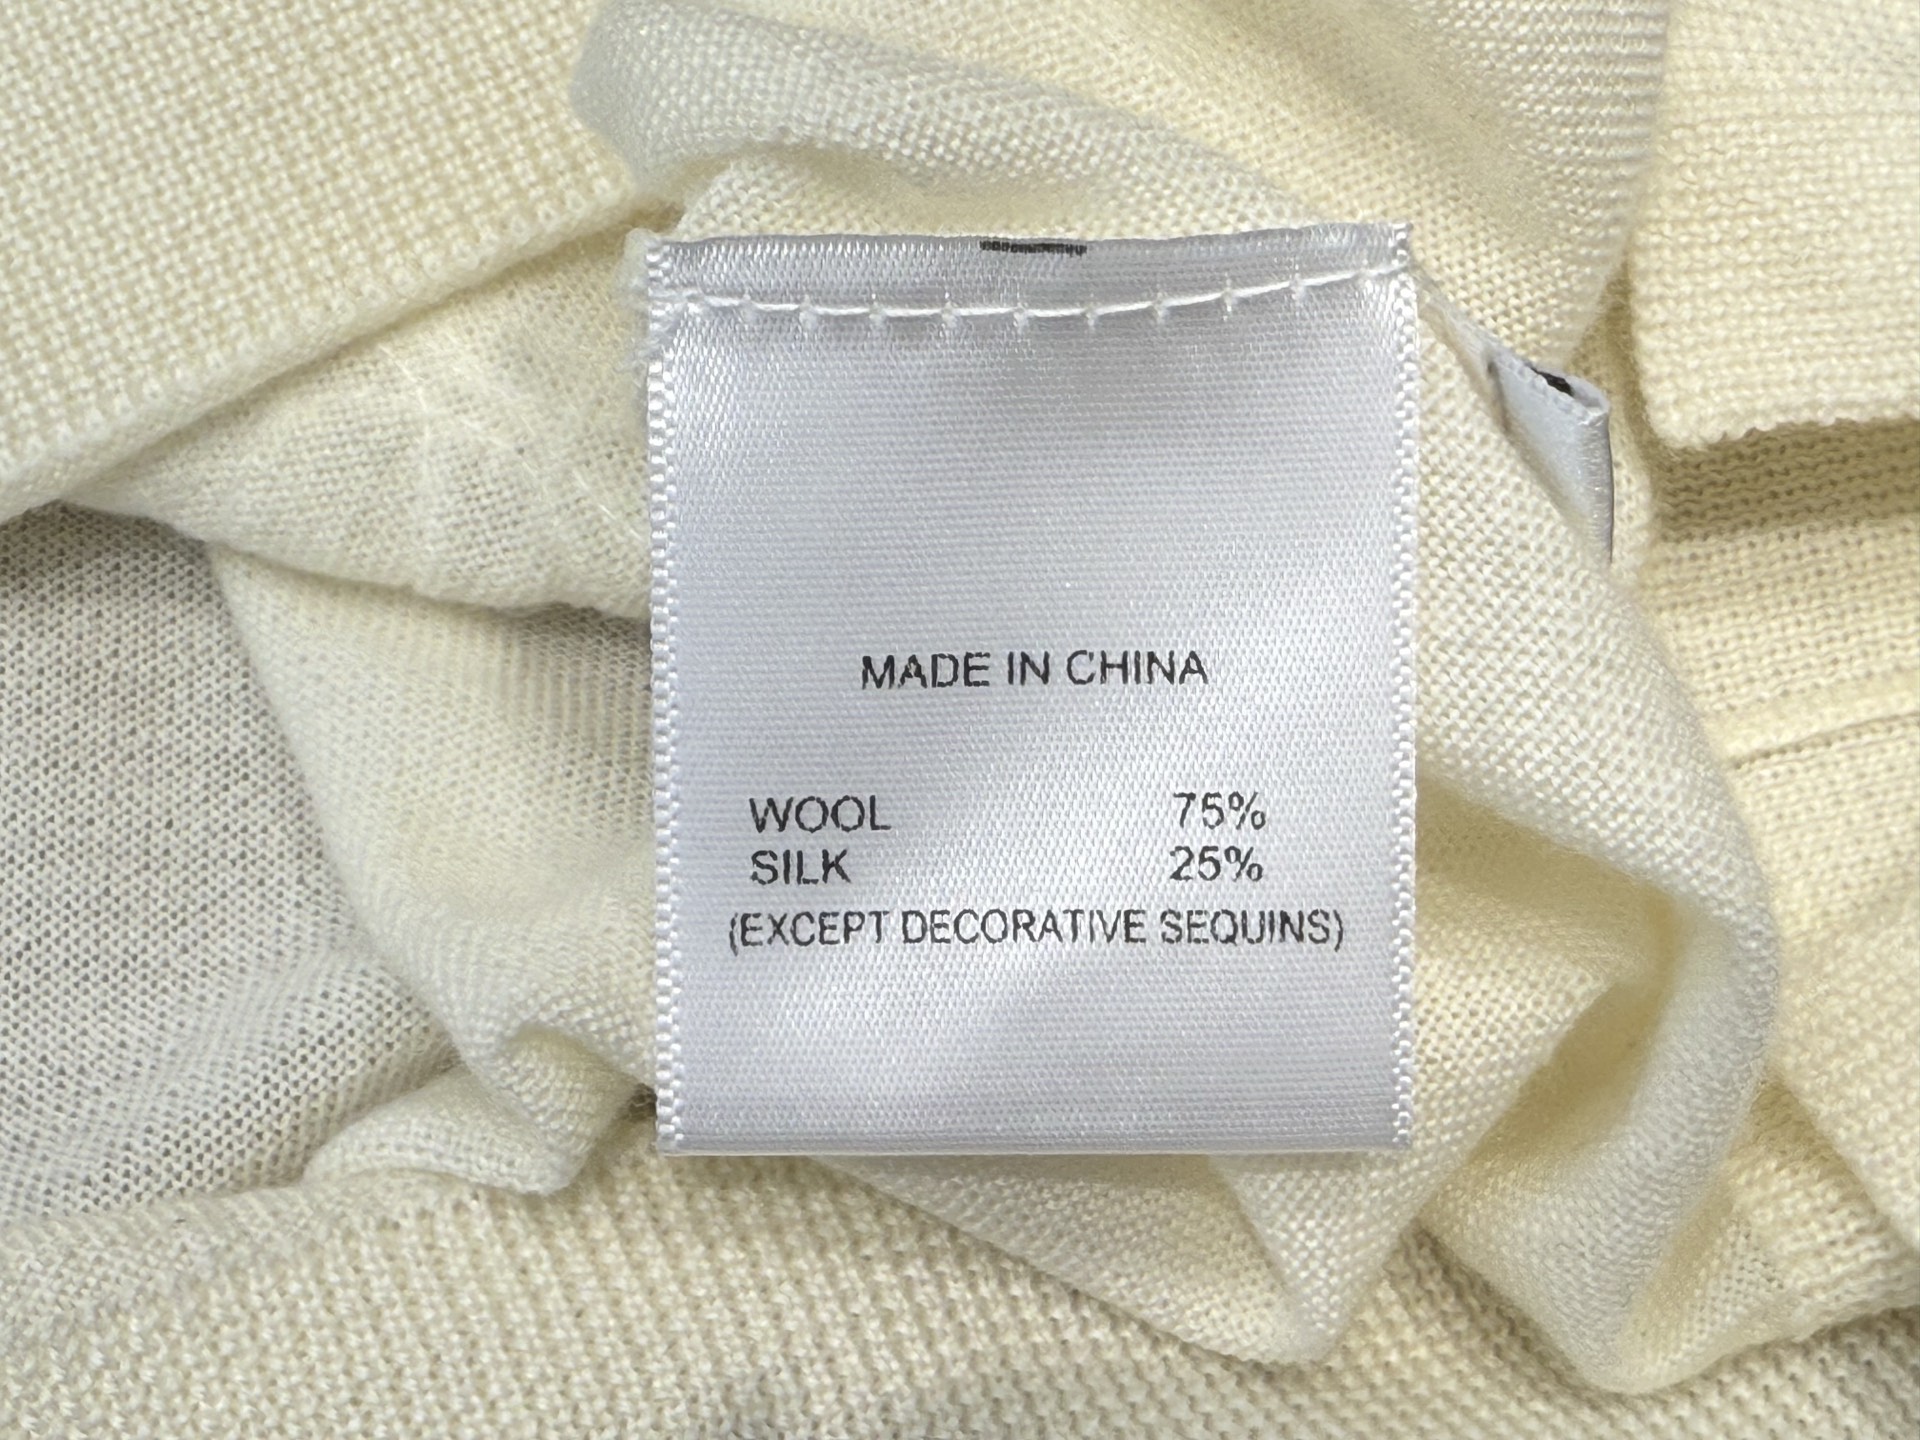 MADE IN CHINA
WOOL 75%
SILK 25%
(EXCEPT DECORATIVE SEQUINS)